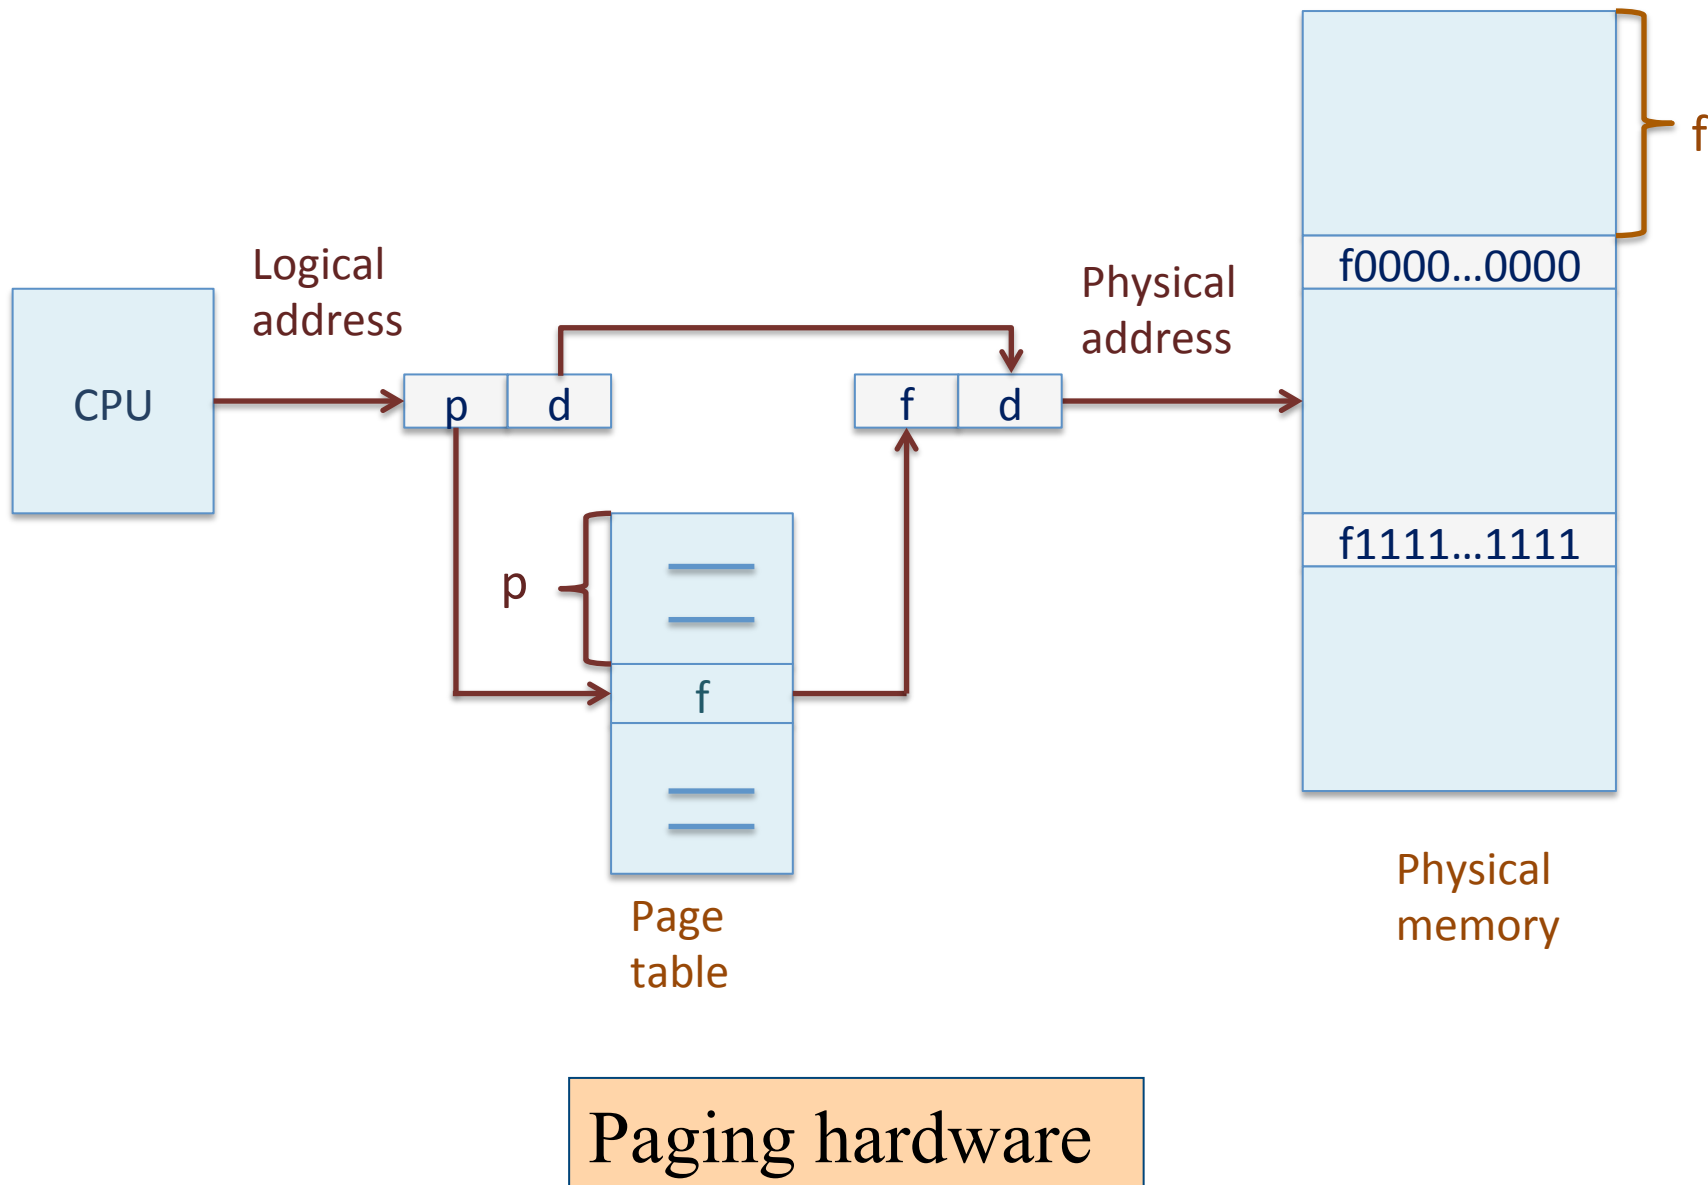 f
f0000...0000
Logical
address
Physical
address
CPU
p d
f d
f1111...1111
p
f
Physical
memory
Page
table
Paging hardware